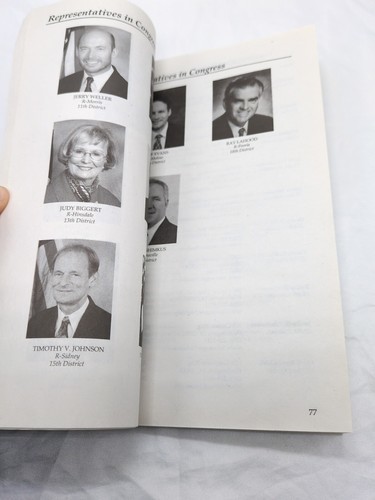 Representatives in Cong
JERRY WELLER
R-Morris
11th District
JUDY BIGGERT
R-Hinsdale
13th District
TIMOTHY V. JOHNSON
R-Sidney
15th District
atives in Congress
RAY LAHOOD
R-Peoria
18th District
77